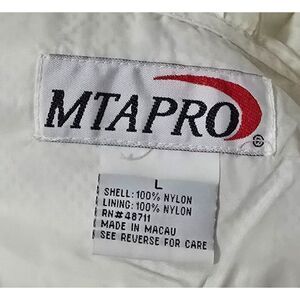 MTAPRO®
L
SHELL: 100% NYLON
LINING: 100% NYLON
RN# 48711
MADE IN MACAU
SEE REVERSE FOR CARE